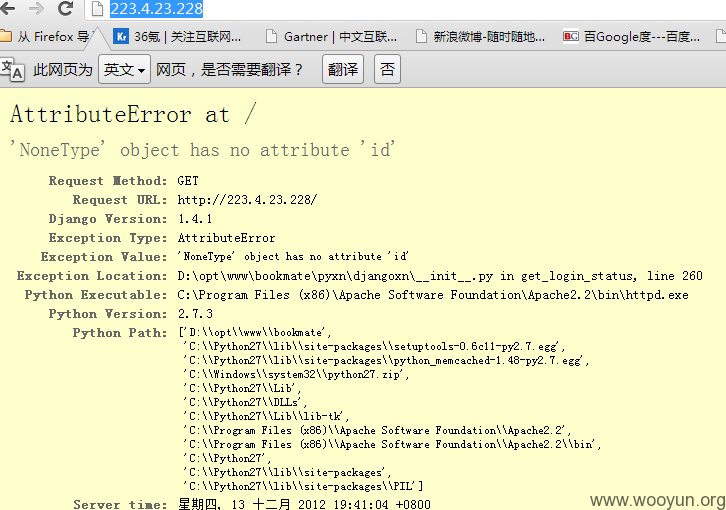 223.4.23.228
从 Firefox 导
36氪 | 关注互联网...
Gartner | 中文互联...
新浪微博-随时随地...
百Google度---百度...
此网页为 英文 网页，是否需要翻译？ 翻译 否
AttributeError at /
'NoneType' object has no attribute 'id'
Request Method: GET
Request URL: http://223.4.23.228/
Django Version: 1.4.1
Exception Type: AttributeError
Exception Value: 'NoneType' object has no attribute 'id'
Exception Location: D:\opt\www\bookmate\pyxn\djangoxn\__init__.py in get_login_status, line 260
Python Executable: C:\Program Files (x86)\Apache Software Foundation\Apache2.2\bin\httpd.exe
Python Version: 2.7.3
Python Path: ['D:\\opt\\www\\bookmate',
'C:\\Python27\\lib\\site-packages\\setuptools-0.6c11-py2.7.egg',
'C:\\Python27\\lib\\site-packages\\python_memcached-1.48-py2.7.egg',
'C:\\Windows\\system32\\python27.zip',
'C:\\Python27\\Lib',
'C:\\Python27\\DLLs',
'C:\\Python27\\Lib\\lib-tk',
'C:\\Program Files (x86)\\Apache Software Foundation\\Apache2.2',
'C:\\Program Files (x86)\\Apache Software Foundation\\Apache2.2\\bin',
'C:\\Python27',
'C:\\Python27\\lib\\site-packages',
'C:\\Python27\\lib\\site-packages\\PIL']
Server time: 星期四, 13 十二月 2012 19:41:04 +0800
www.wooyun.org